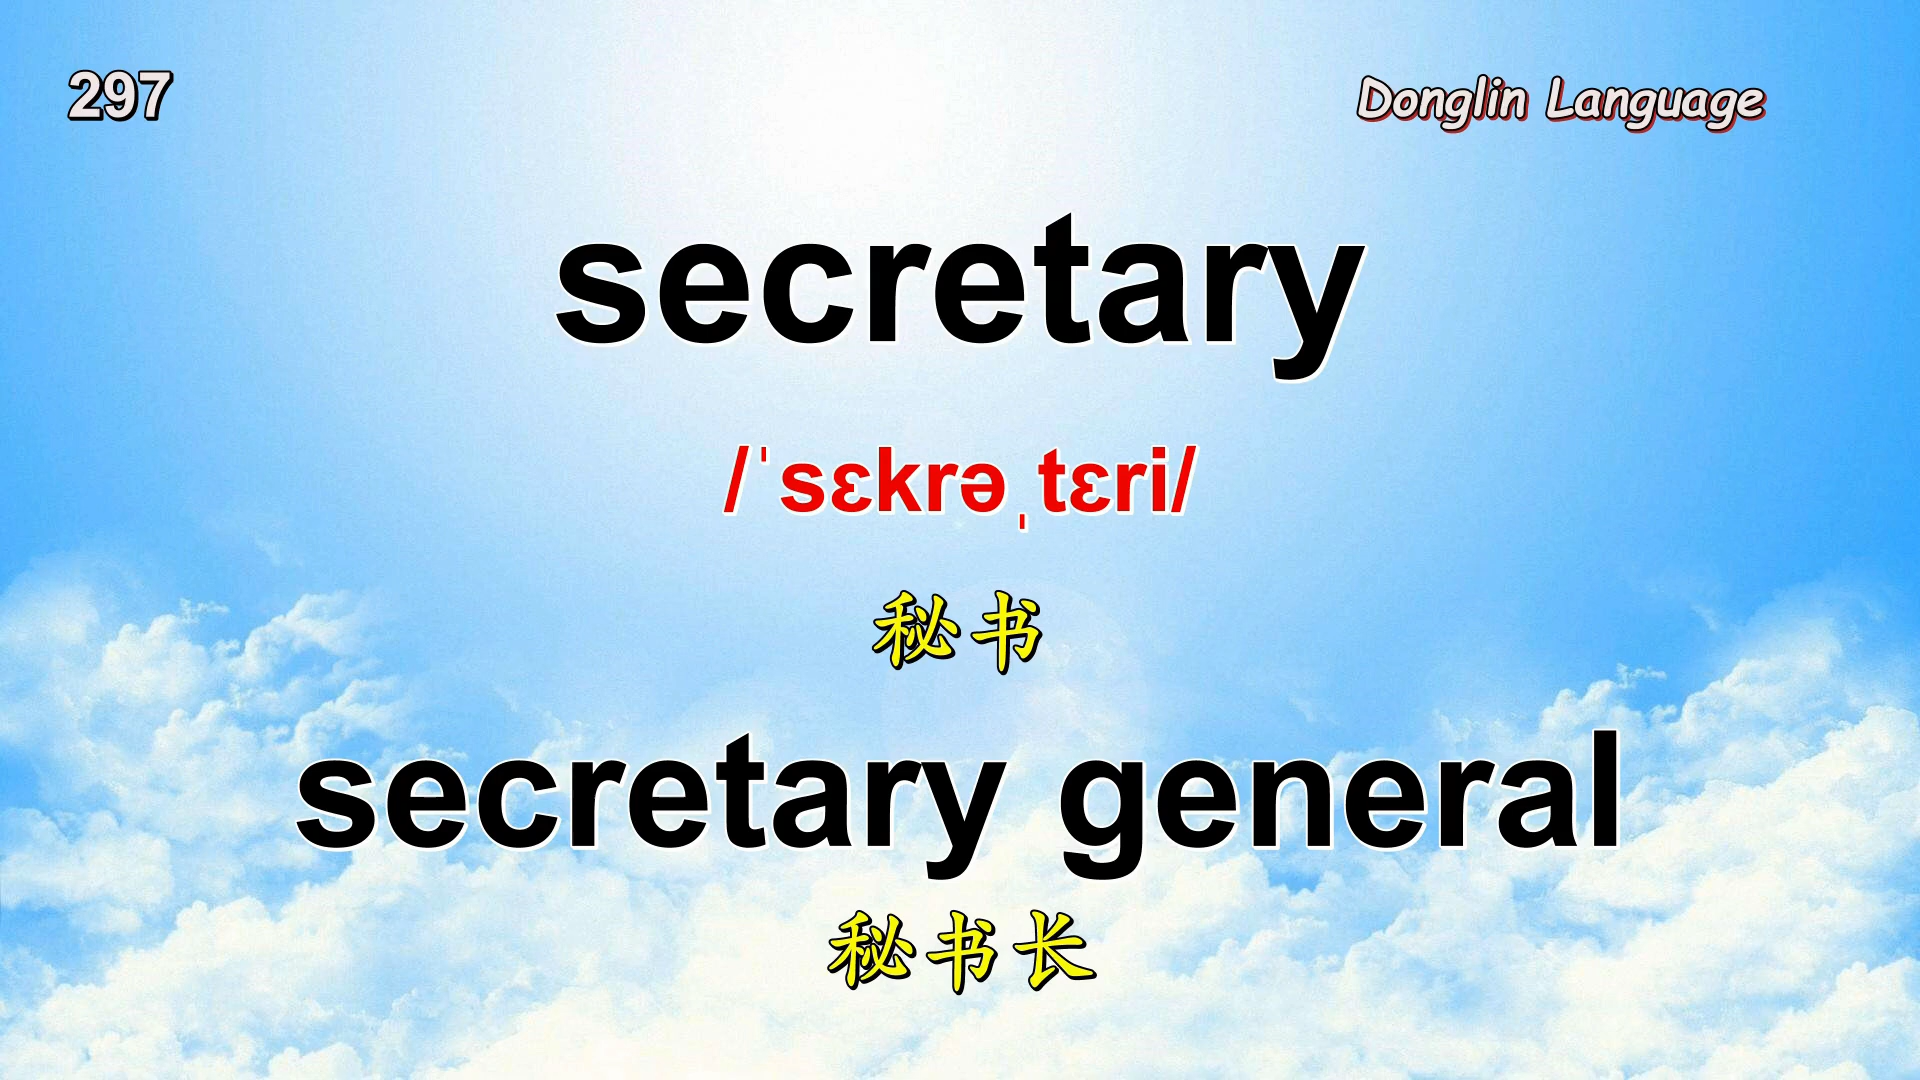 297
Donglin Language
secretary
/ˈsɛkrəˌtɛri/
秘书
secretary general
秘书长